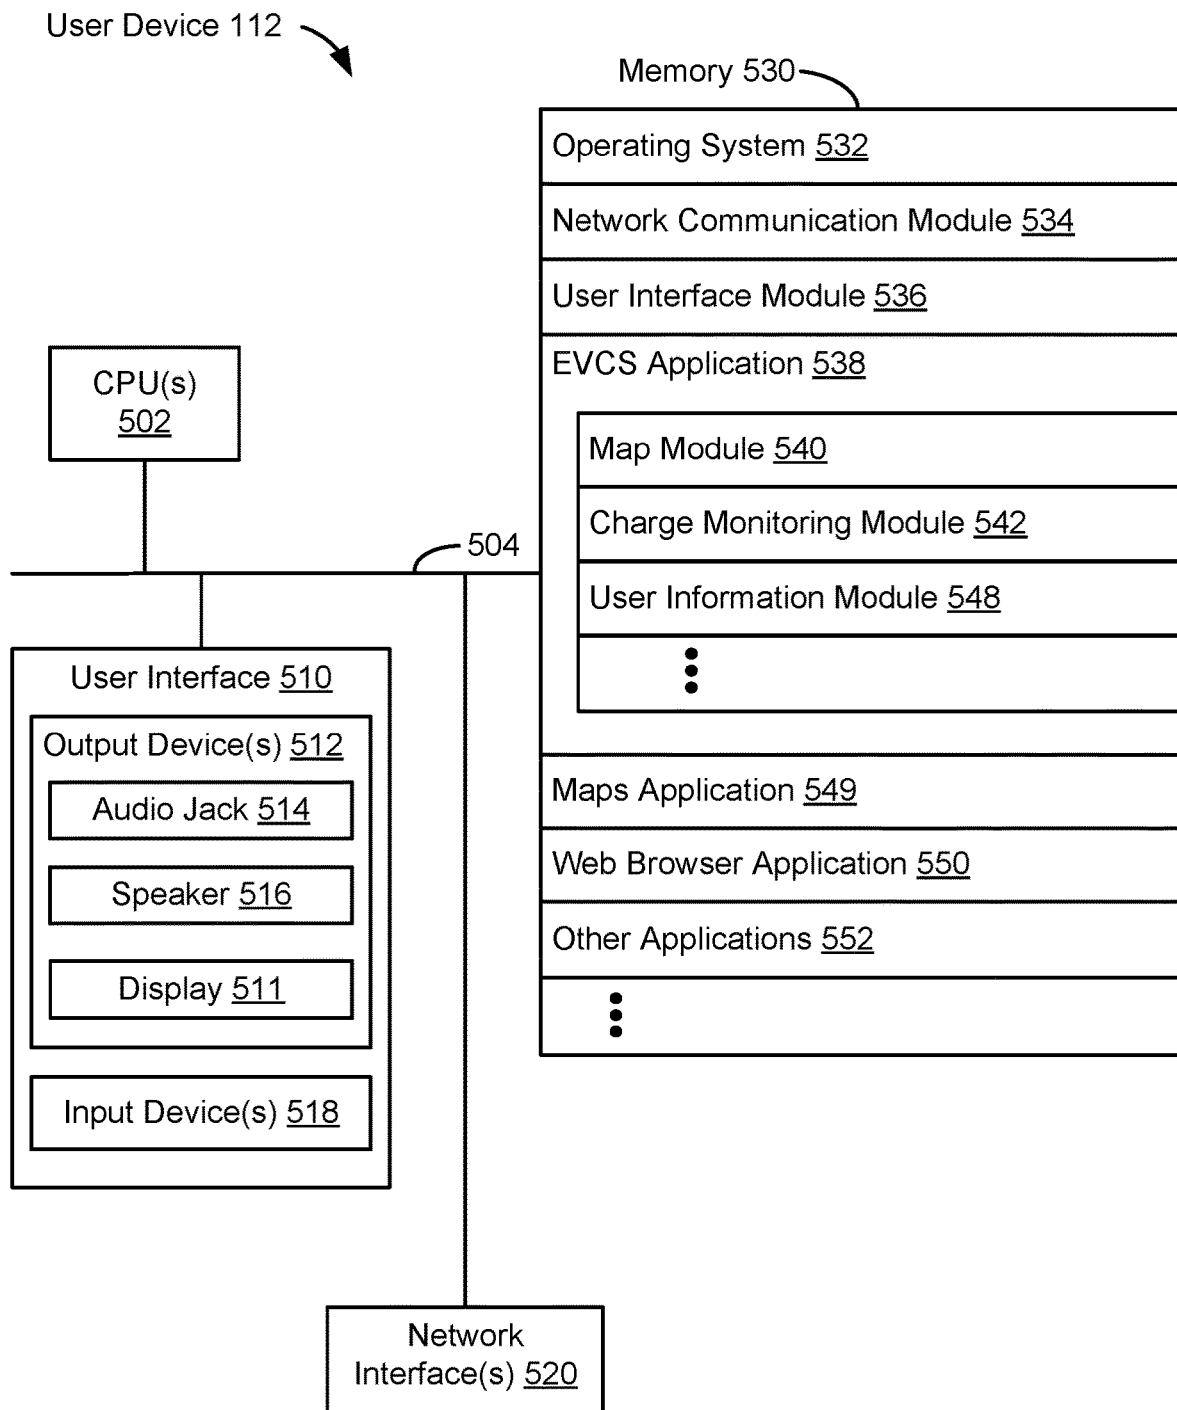 User Device 112
Memory 530
Operating System 532
Network Communication Module 534
User Interface Module 536
EVCS Application 538
Map Module 540
Charge Monitoring Module 542
User Information Module 548
Maps Application 549
Web Browser Application 550
Other Applications 552
CPU(s)
502
504
User Interface 510
Output Device(s) 512
Audio Jack 514
Speaker 516
Display 511
Input Device(s) 518
Network
Interface(s) 520